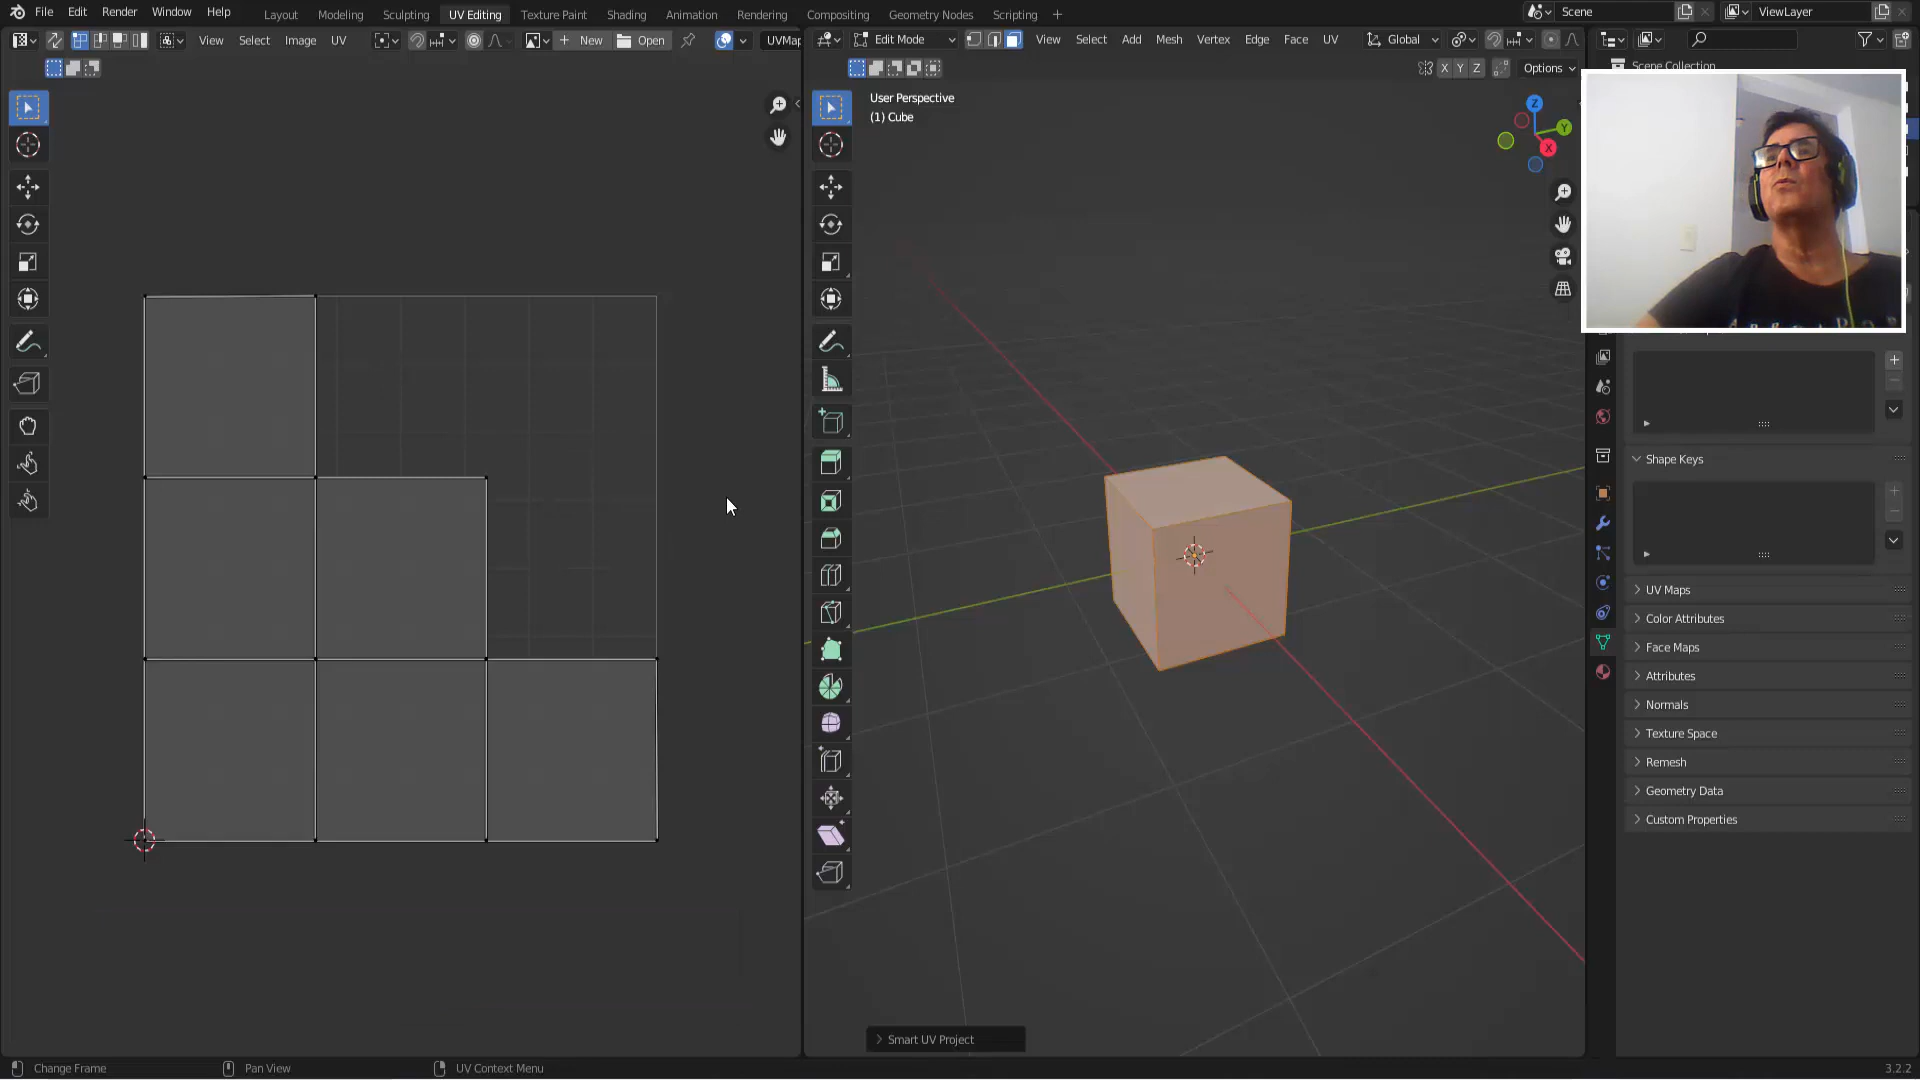 File Edit Render Window Help
Layout Modeling Sculpting UV Editing Texture Paint Shading Animation Rendering Compositing Geometry Nodes Scripting
Scene
ViewLayer
View Select Image UV
New
Open
UVMap
Edit Mode
View Select Add Mesh Vertex Edge Face UV
Global
X Y Z
Options
Scene Collection
User Perspective
(1) Cube
Z
Y
X
Shape Keys
UV Maps
Color Attributes
Face Maps
Attributes
Normals
Texture Space
Remesh
Geometry Data
Custom Properties
Smart UV Project
Change Frame
Pan View
UV Context Menu
3.2.2